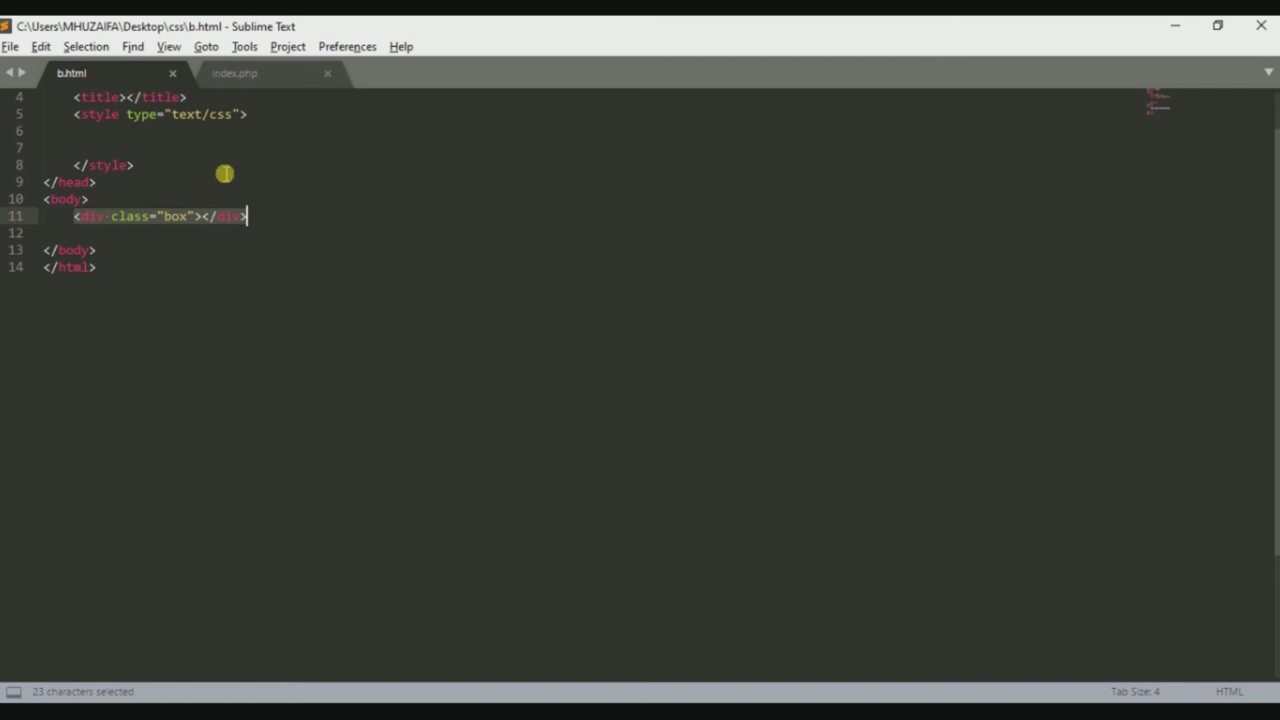 C:\Users\MHUZAIFA\Desktop\css\b.html - Sublime Text
File Edit Selection Find View Goto Tools Project Preferences Help
b.html × index.php ×
4 <title></title>
5 <style type="text/css">
6
7
8 </style>
9 </head>
10 <body>
11 <div class="box"></div>
12
13 </body>
14 </html>
23 characters selected Tab Size: 4 HTML